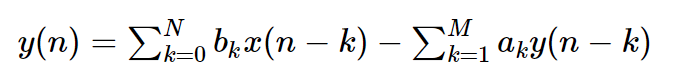 y(n) = ∑_{k=0}^{N} b_k x(n − k) − ∑_{k=1}^{M} a_k y(n − k)